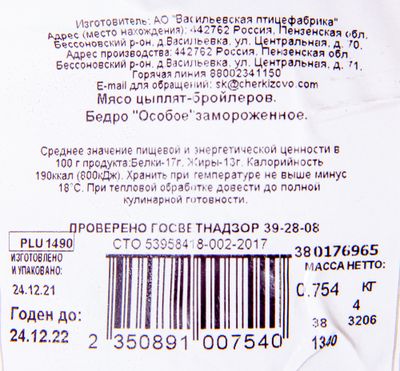 Изготовитель: АО "Васильевская птицефабрика"
Адрес (место нахождения): 442762 Россия, Пензенская обл.
Бессоновский р-он, д.Васильевка, ул. Центральная, д. 70.
Адрес производства: 442762 Россия, Пензенская обл.
Бессоновский р-он, д.Васильевка, ул. Центральная, д. 71.
Горячая линия 88002341150
E-mail для обращений: sk@cherkizovo.com
Мясо цыплят-бройлеров.
Бедро "Особое"замороженное.
Среднее значение пищевой и энергетической ценности в
100 г продукта:Белки-17г. Жиры-13г. Калорийность
190ккал (800кДж). Хранить при температуре не выше минус
18°С. При тепловой обработке довести до полной
кулинарной готовности.
ПРОВЕРЕНО ГОСВЕТНАДЗОР 39-28-08
PLU1490
СТО 53958418-002-2017
380176965
ИЗГОТОВЛЕНО
И УПАКОВАНО:
МАССА НЕТТО:
24.12.21
0.754 КГ
4
Годен до:
38 3206
24.12.22
2 350891 007540
1340